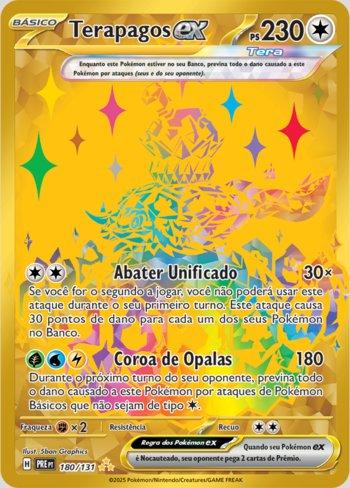 BÁSICO
Terapagos ex PS 230
Tera
Enquanto este Pokémon estiver no seu Banco, previna todo o dano causado a este
Pokémon por ataques (seus e do seu oponente).
Abater Unificado 30×
Se você for o segundo a jogar, você não poderá usar este
ataque durante o seu primeiro turno. Este ataque causa
30 pontos de dano para cada um dos seus Pokémon
no Banco.
Coroa de Opalas 180
Durante o próximo turno do seu oponente, previna todo
o dano causado a este Pokémon por ataques de Pokémon
Básicos que não sejam de tipo
Fraqueza ×2 Resistência Recuo
Regra dos Pokémon ex
Quando seu Pokémon ex
é Nocauteado, seu oponente pega 2 cartas de Prêmio.
Ilust. 5ban Graphics
H PRE PT 180/131
©2025 Pokémon/Nintendo/Creatures/GAME FREAK